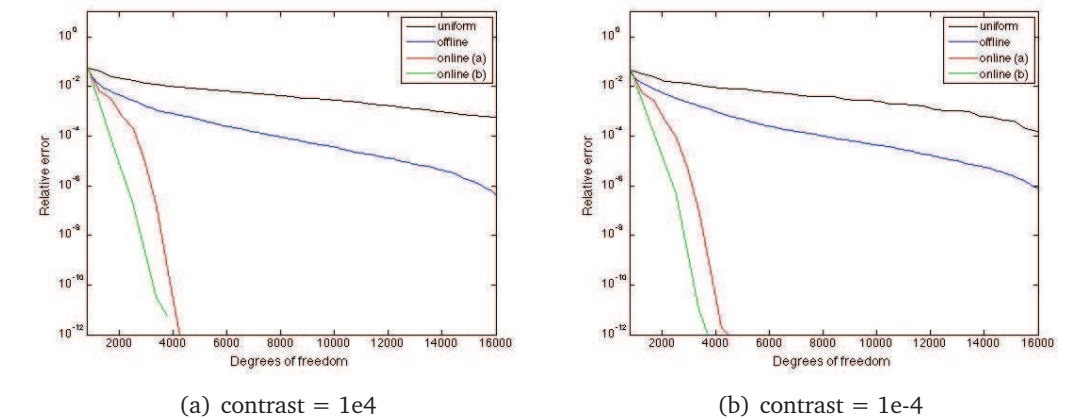 10^0
10^-2
10^-4
10^-6
10^-8
10^-10
10^-12
Relative error
uniform
offline
online (a)
online (b)
2000 4000 6000 8000 10000 12000 14000 16000
Degrees of freedom
(a) contrast = 1e4
10^0
10^-2
10^-4
10^-6
10^-8
10^-10
10^-12
Relative error
uniform
offline
online (a)
online (b)
2000 4000 6000 8000 10000 12000 14000 16000
Degrees of freedom
(b) contrast = 1e-4